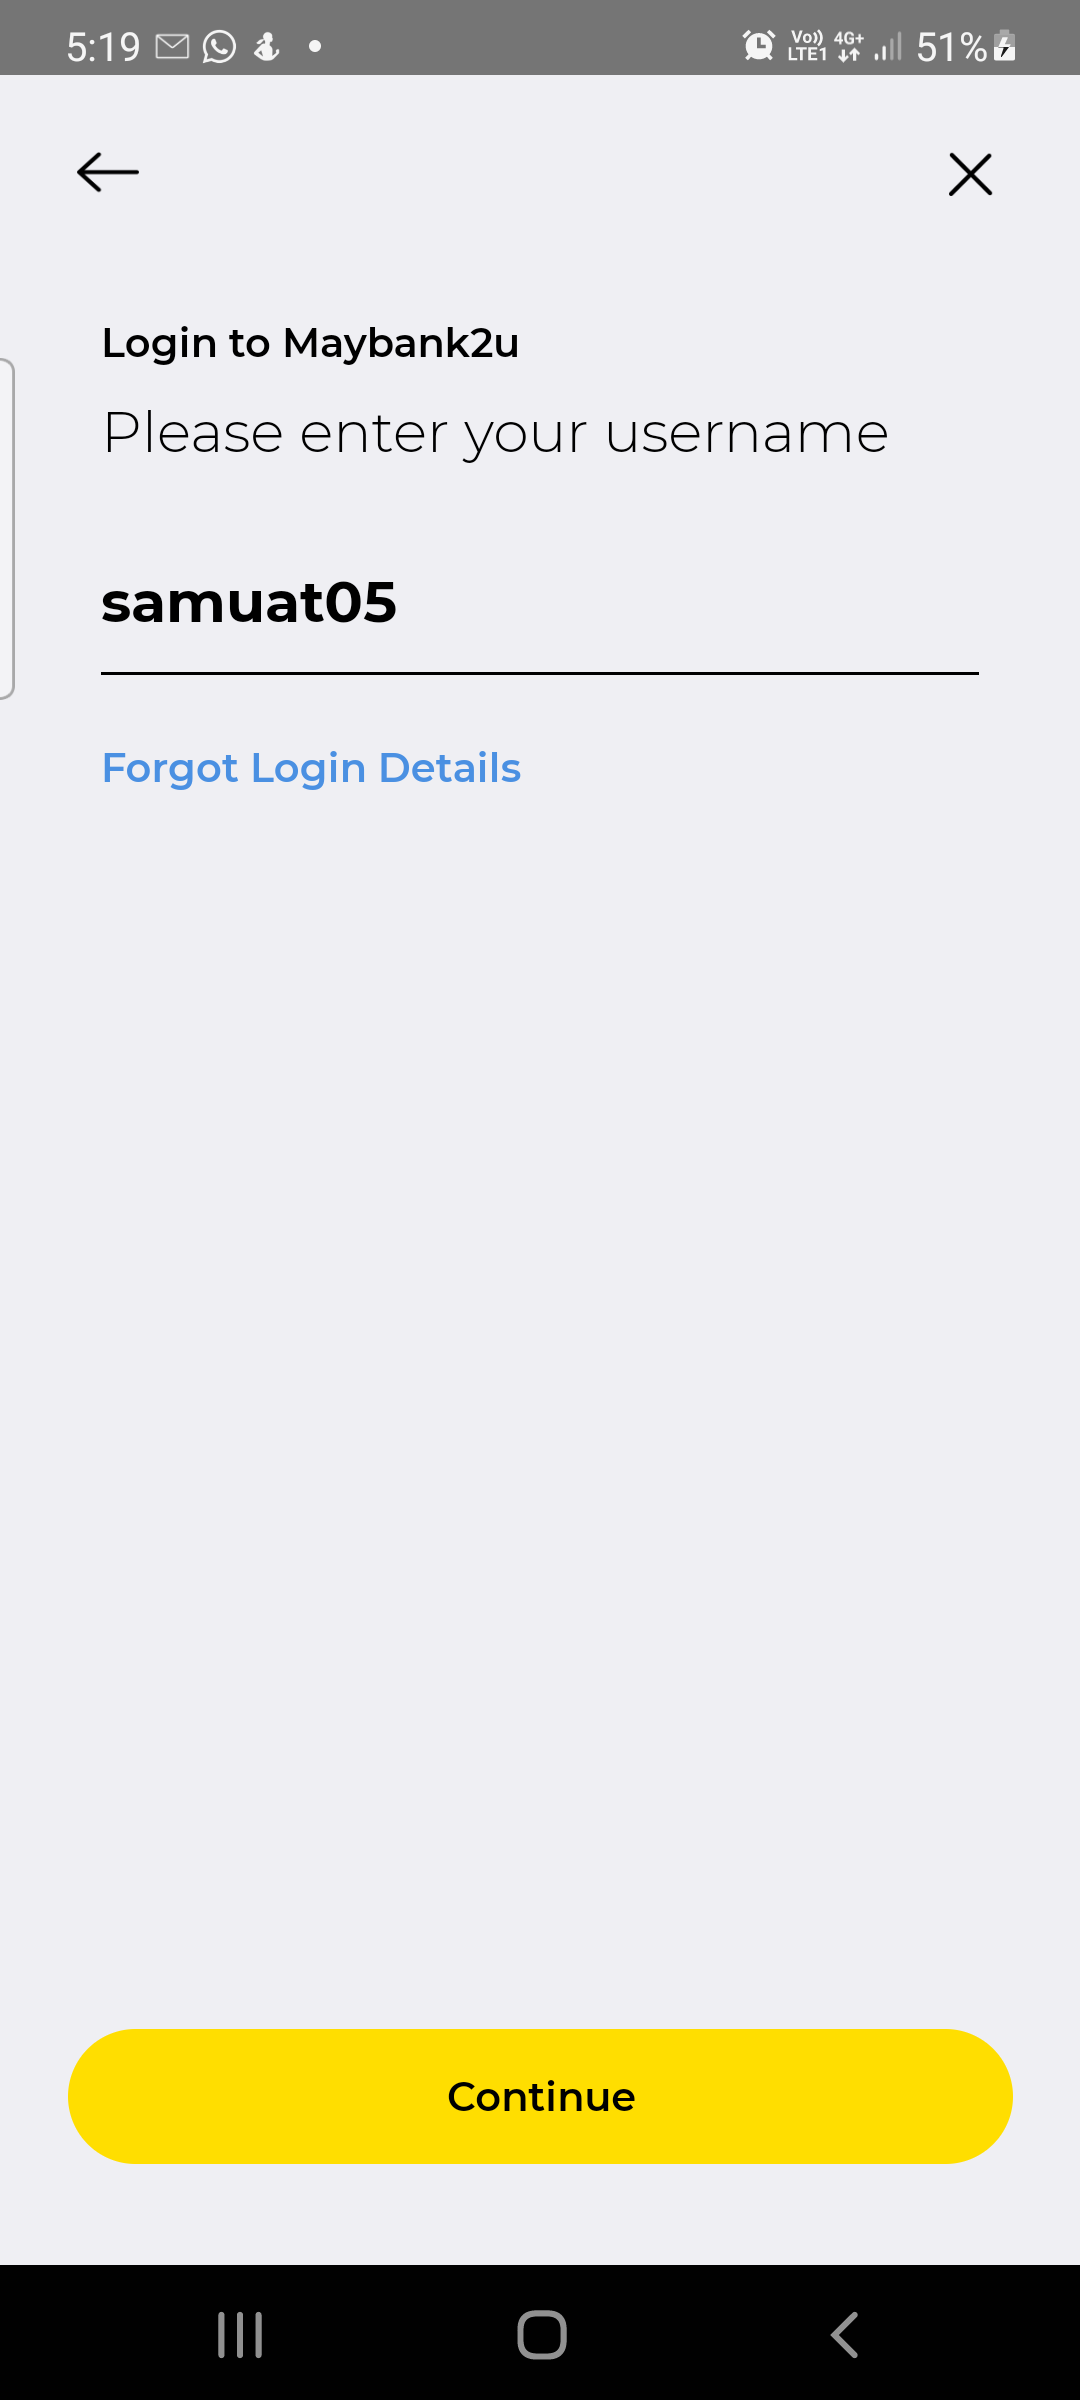 5:19
Vo)) LTE1 4G+ 51%
Login to Maybank2u
Please enter your username
samuat05
Forgot Login Details
Continue